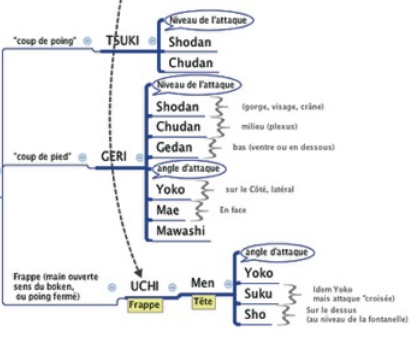 Niveau de l'attaque
"coup de poing" TSUKI Shodan
Chudan
Niveau de l'attaque
Shodan (gorge, visage, crâne)
Chudan milieu (plexus)
"coup de pied" GERI Gedan bas (ventre ou en dessous)
angle d'attaque
Yoko sur le Côté, latéral
Mae En face
Mawashi
angle d'attaque
Yoko
Frappe (main ouverte
sens du boken,
ou poing fermé)
UCHI Men
Frappe Tête
Suku Idem Yoko
mais attaque "croisée)
Sho Sur le dessus
(au niveau de la fontanelle)